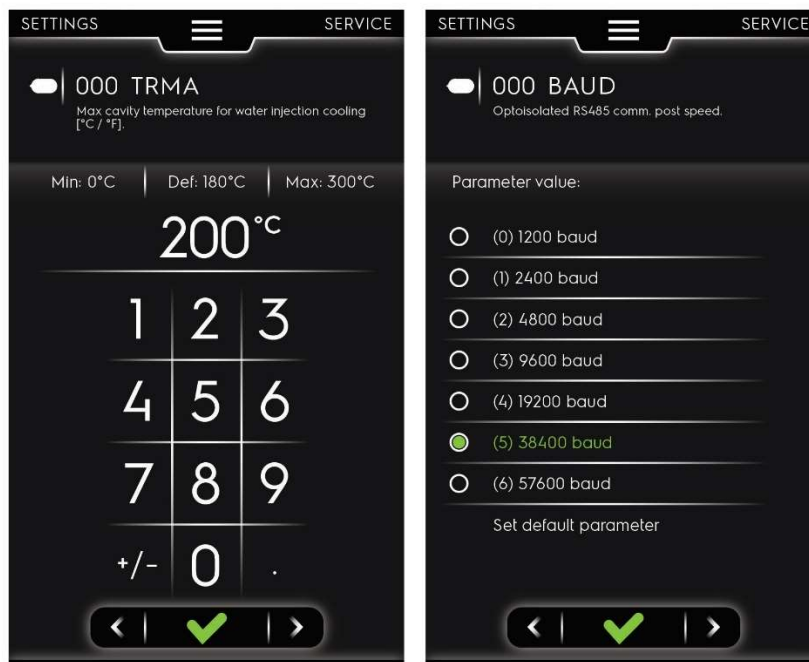 SETTINGS
SERVICE
000 TRMA
Max cavity temperature for water injection cooling
[°C / °F].
Min: 0°C
Def: 180°C
Max: 300°C
200°C
1 2 3
4 5 6
7 8 9
+/- 0 .
SETTINGS
SERVICE
000 BAUD
Optoisolated RS485 comm. post speed.
Parameter value:
(0) 1200 baud
(1) 2400 baud
(2) 4800 baud
(3) 9600 baud
(4) 19200 baud
(5) 38400 baud
(6) 57600 baud
Set default parameter